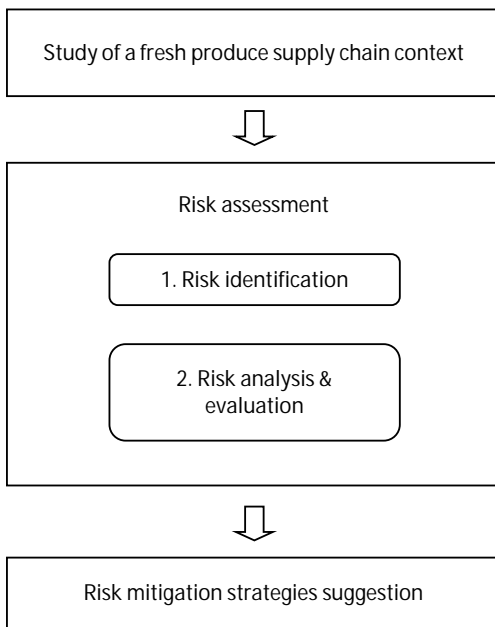 Study of a fresh produce supply chain context
Risk assessment
1. Risk identification
2. Risk analysis &
evaluation
Risk mitigation strategies suggestion